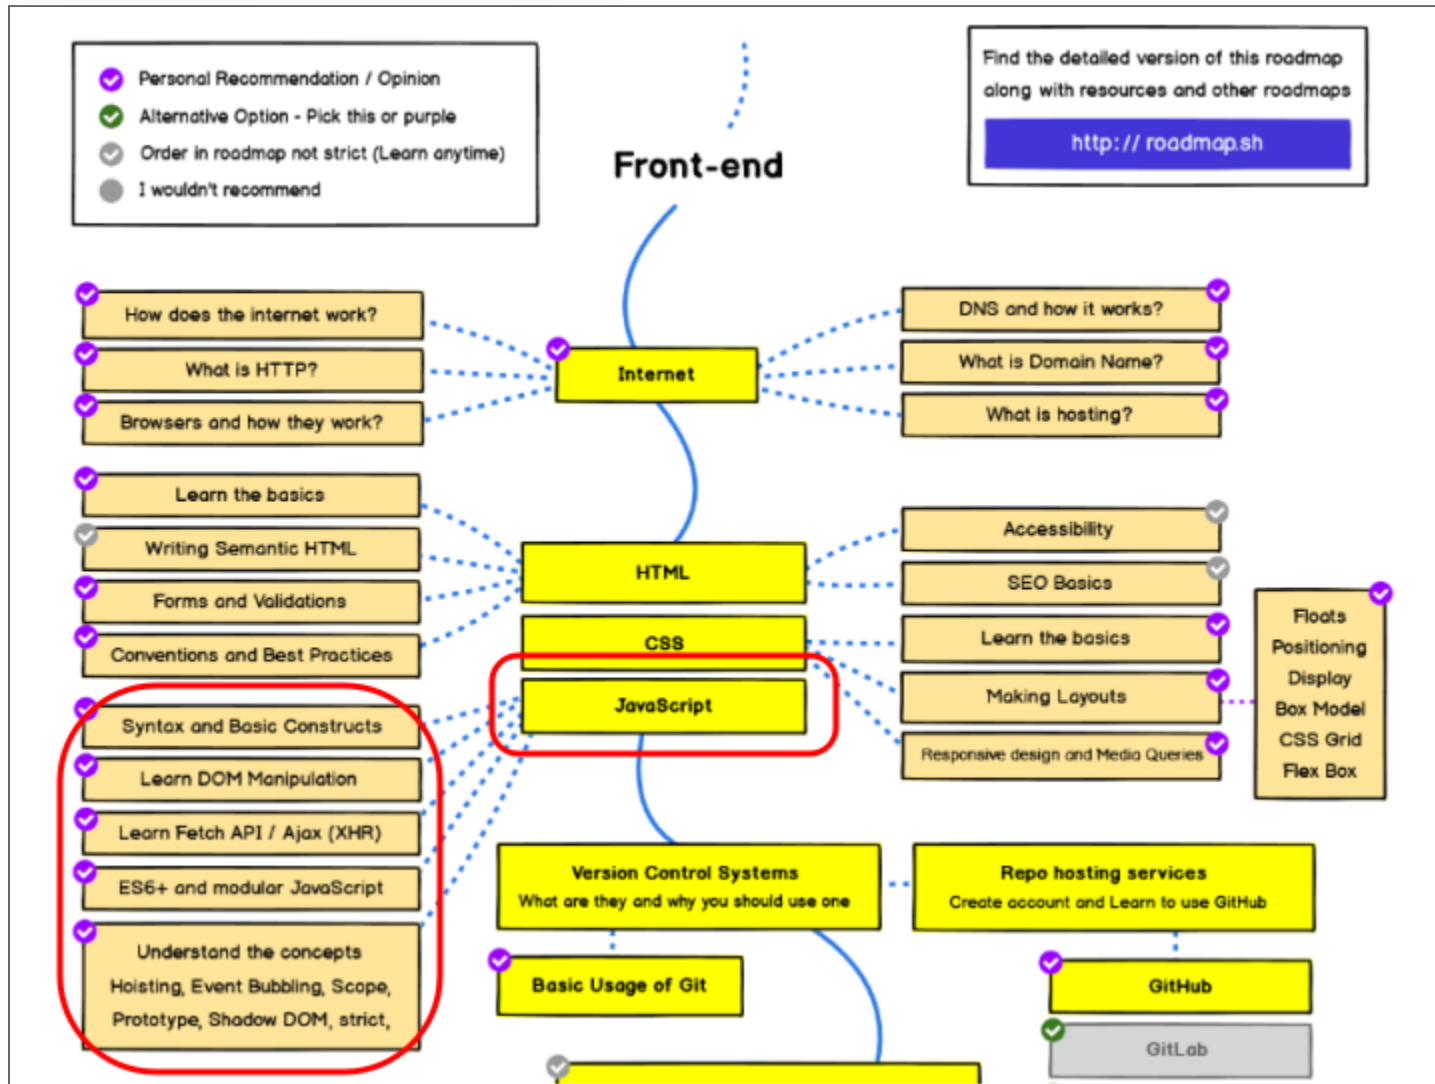 Personal Recommendation / Opinion
Alternative Option - Pick this or purple
Order in roadmap not strict (Learn anytime)
I wouldn't recommend
Find the detailed version of this roadmap
along with resources and other roadmaps
http:// roadmap.sh
Front-end
How does the internet work?
What is HTTP?
Browsers and how they work?
Internet
DNS and how it works?
What is Domain Name?
What is hosting?
Learn the basics
Writing Semantic HTML
Forms and Validations
Conventions and Best Practices
HTML
CSS
JavaScript
Accessibility
SEO Basics
Learn the basics
Making Layouts
Responsive design and Media Queries
Floats
Positioning
Display
Box Model
CSS Grid
Flex Box
Syntax and Basic Constructs
Learn DOM Manipulation
Learn Fetch API / Ajax (XHR)
ES6+ and modular JavaScript
Understand the concepts
Hoisting, Event Bubbling, Scope,
Prototype, Shadow DOM, strict,
Version Control Systems
What are they and why you should use one
Repo hosting services
Create account and Learn to use GitHub
Basic Usage of Git
GitHub
GitLab